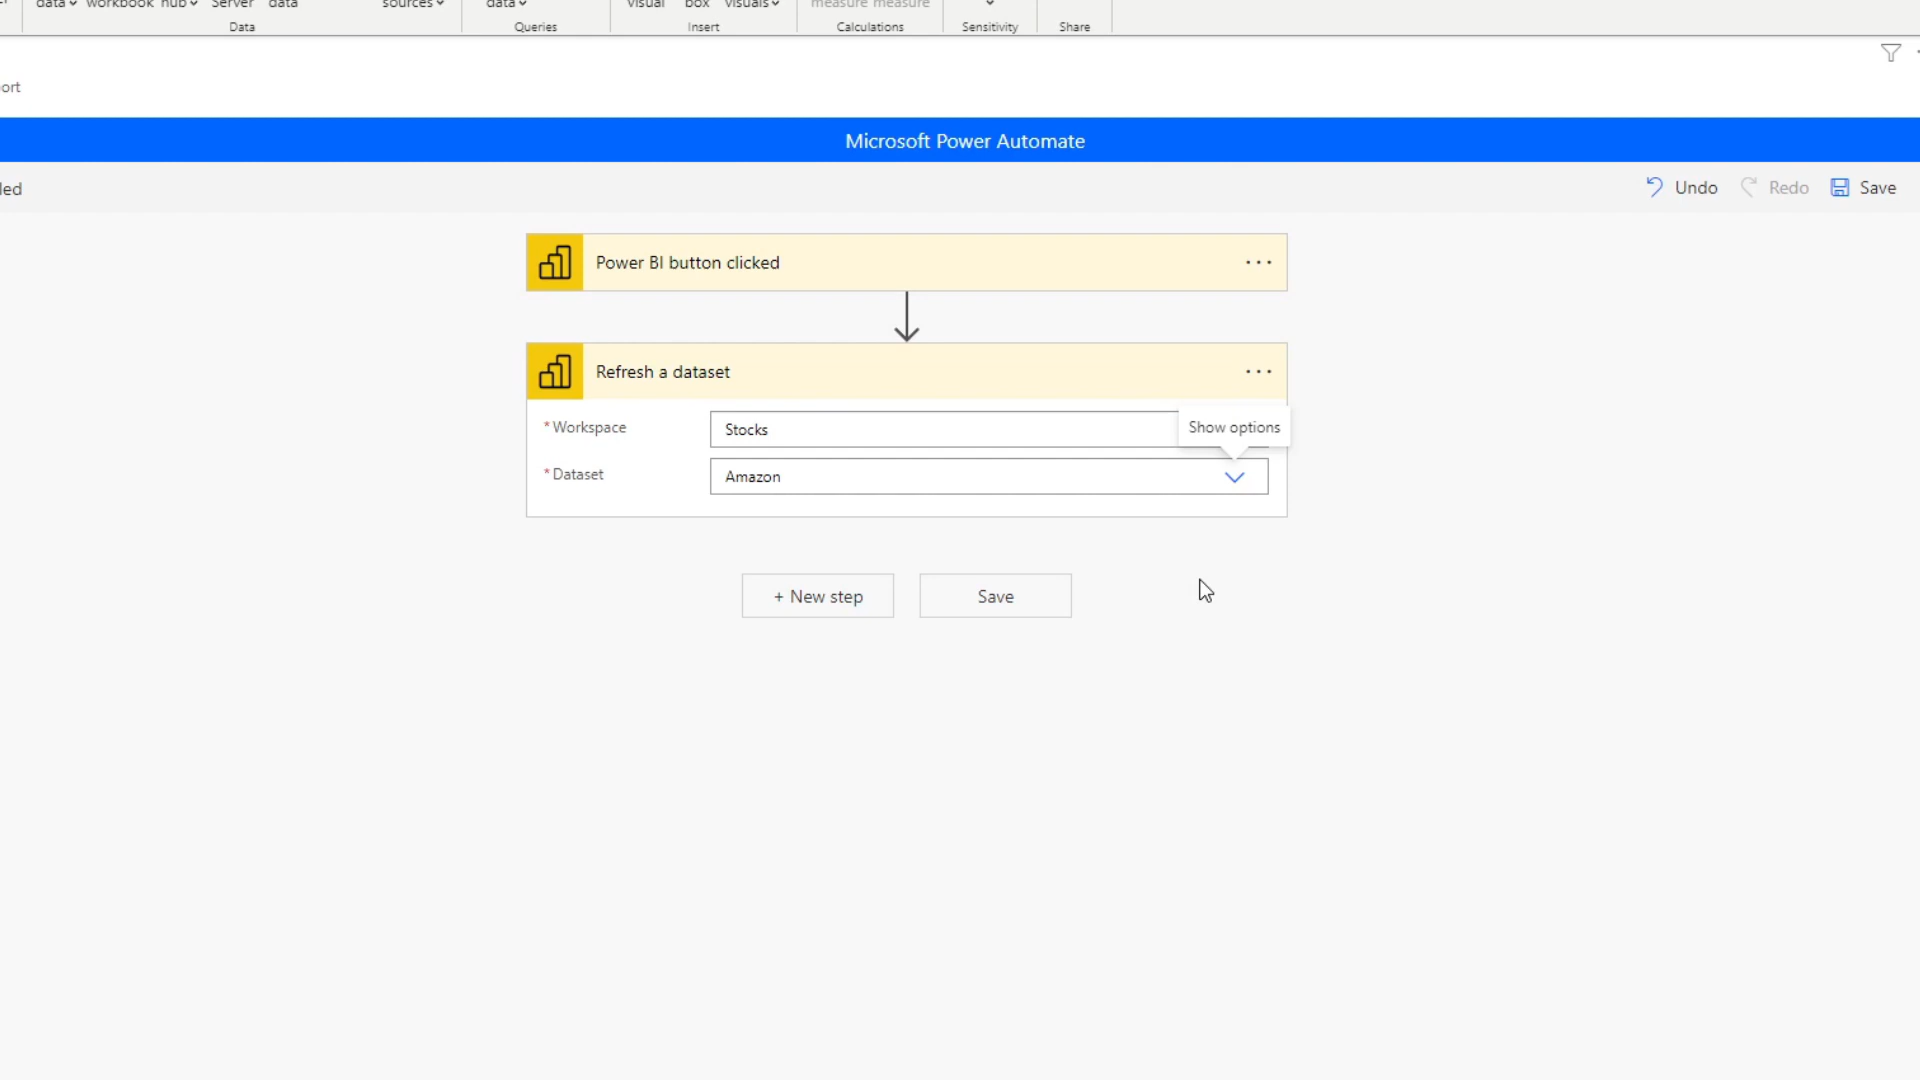 data workbook hub Server data sources data visual box visuals measure measure
Data Queries Insert Calculations Sensitivity Share
ort
Microsoft Power Automate
led Undo Redo Save
Power BI button clicked ...
Refresh a dataset ...
* Workspace Stocks Show options
* Dataset Amazon
+ New step Save